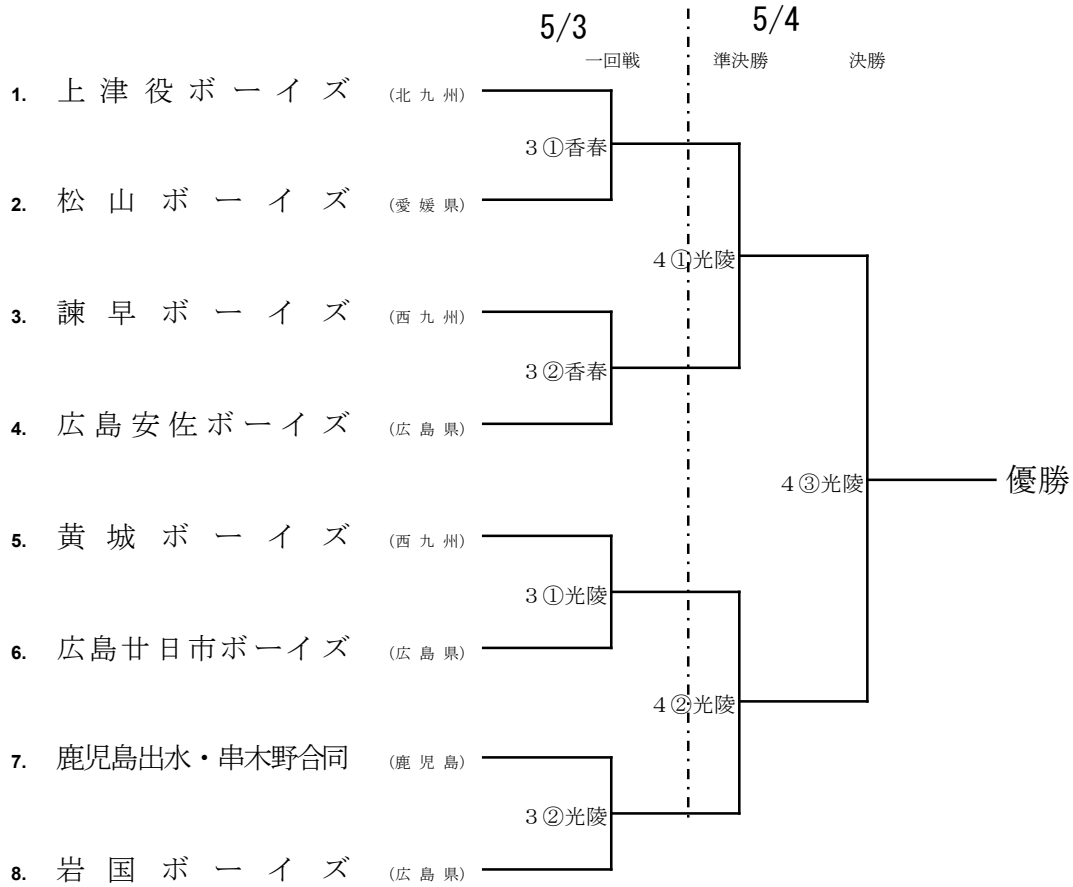 5/3 5/4
一回戦 準決勝 決勝
1. 上津役ボーイズ (北九州)
3①香春
2. 松山ボーイズ (愛媛県)
4①光陵
3. 諫早ボーイズ (西九州)
3②香春
4. 広島安佐ボーイズ (広島県)
4③光陵 優勝
5. 黄城ボーイズ (西九州)
3①光陵
6. 広島廿日市ボーイズ (広島県)
4②光陵
7. 鹿児島出水・串木野合同 (鹿児島)
3②光陵
8. 岩国ボーイズ (広島県)